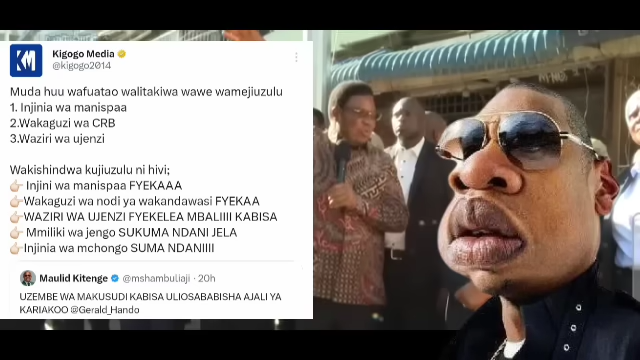 KM
Kigogo Media
@kigogo2014
Muda huu wafuatao walitakiwa wawe wamejiuzulu
1. Injinia wa manispaa
2.Wakaguzi wa CRB
3.Waziri wa ujenzi
Wakishindwa kujiuzulu ni hivi;
👉🏻 Injini wa manispaa FYEKAAA
👉🏻Wakaguzi wa nodi ya wakandawasi FYEKAA
👉🏻WAZIRI WA UJENZI FYEKELEA MBALIIII KABISA
👉🏻 Mmiliki wa jengo SUKUMA NDANI JELA
👉🏻Injinia wa mchongo SUMA NDANIIII
Maulid Kitenge @mshambuliaji · 20h
UZEMBE WA MAKUSUDI KABISA ULIOSABABISHA AJALI YA
KARIAKOO @Gerald_Hando